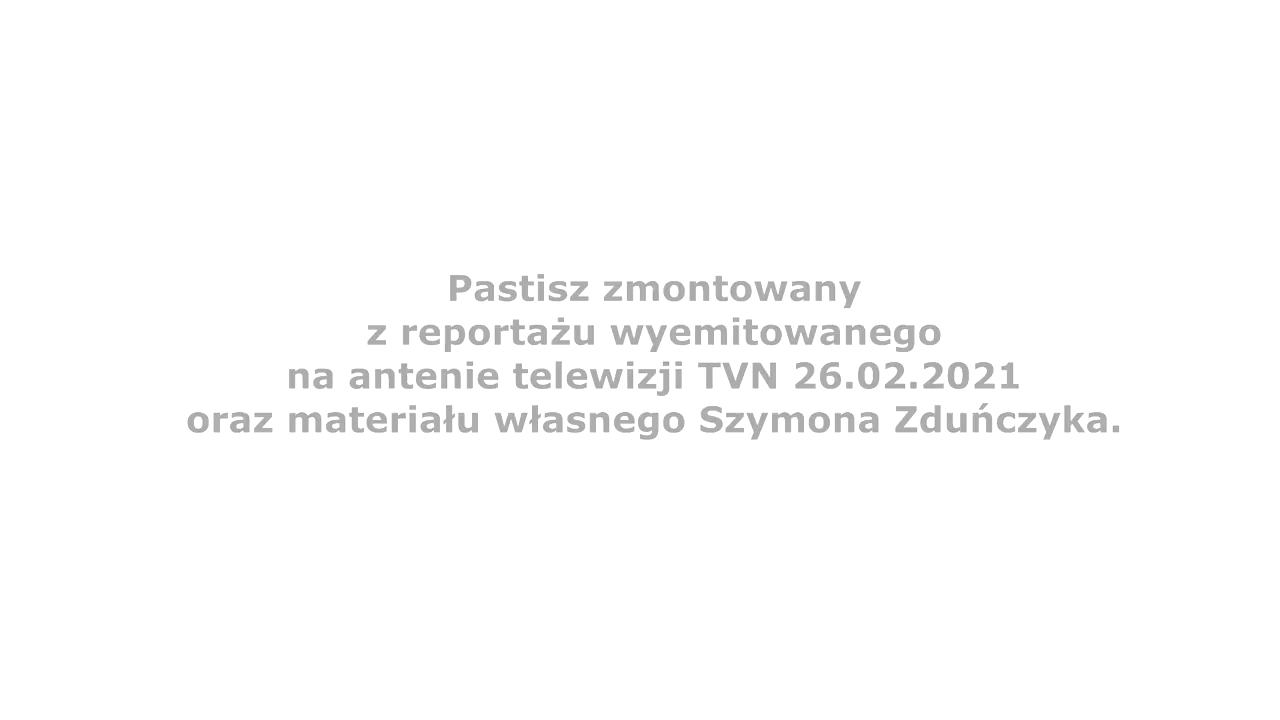 Pastisz zmontowany
z reportażu wyemitowanego
na antenie telewizji TVN 26.02.2021
oraz materiału własnego Szymona Zduńczyka.